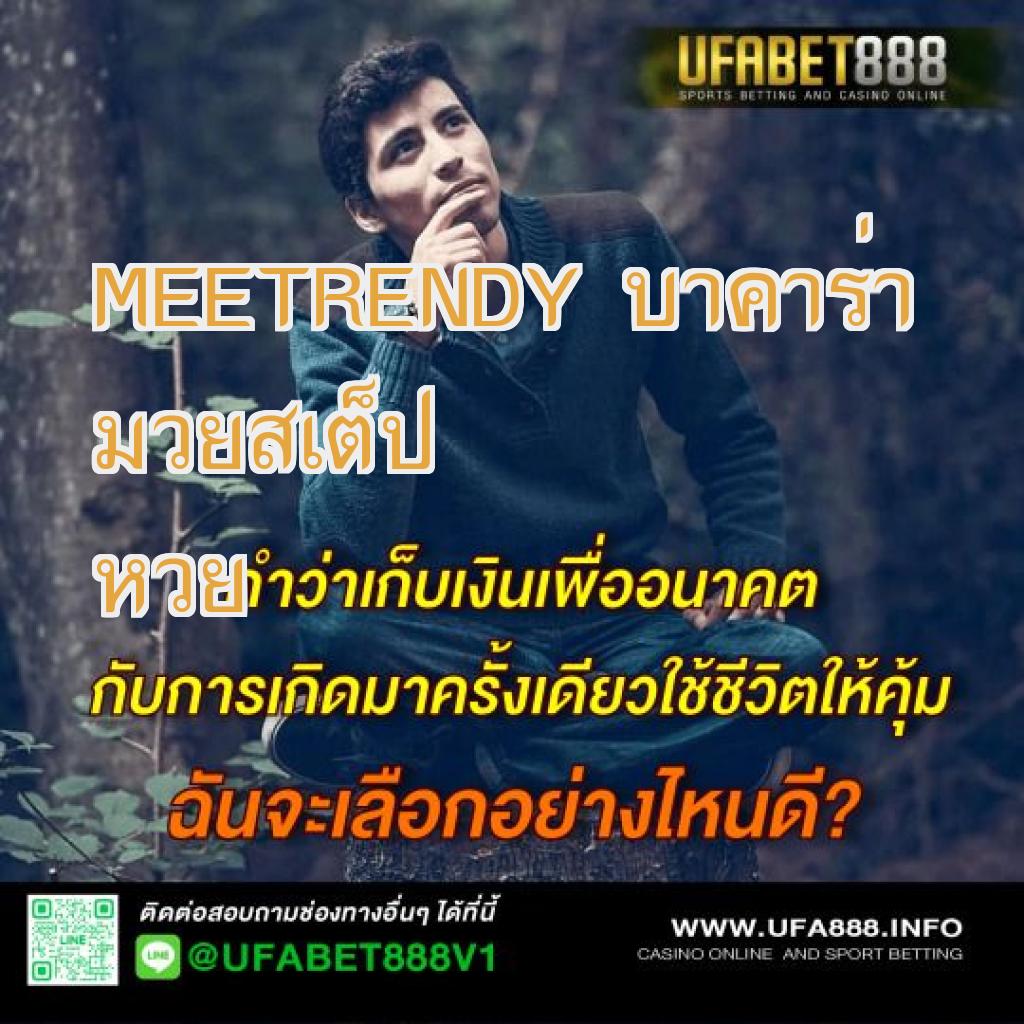 UFABET888
SPORTS BETTING AND CASINO ONLINE
MEETRENDY บาคาร่า
มวยสเต็ป
หวย
คำว่าเก็บเงินเพื่ออนาคต
กับการเกิดมาครั้งเดียวใช้ชีวิตให้คุ้ม
ฉันจะเลือกอย่างไหนดี?
ติดต่อสอบถามช่องทางอื่นๆ ได้ที่นี้
LINE
LINE @UFABET888V1
WWW.UFA888.INFO
CASINO ONLINE AND SPORT BETTING